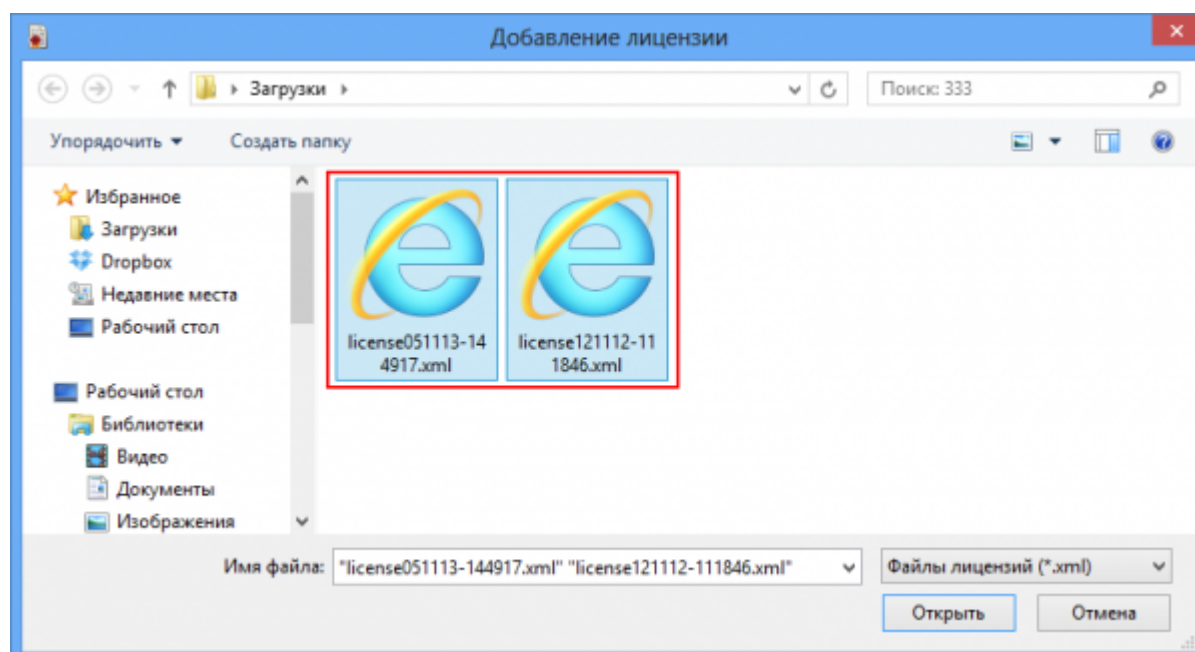 Добавление лицензии
Загрузки
Поиск: 333
Упорядочить
Создать папку
Избранное
Загрузки
Dropbox
Недавние места
Рабочий стол
Рабочий стол
Библиотеки
Видео
Документы
Изображения
license051113-14
4917.xml
license121112-11
1846.xml
Имя файла: "license051113-144917.xml" "license121112-111846.xml"
Файлы лицензий (*.xml)
Открыть
Отмена